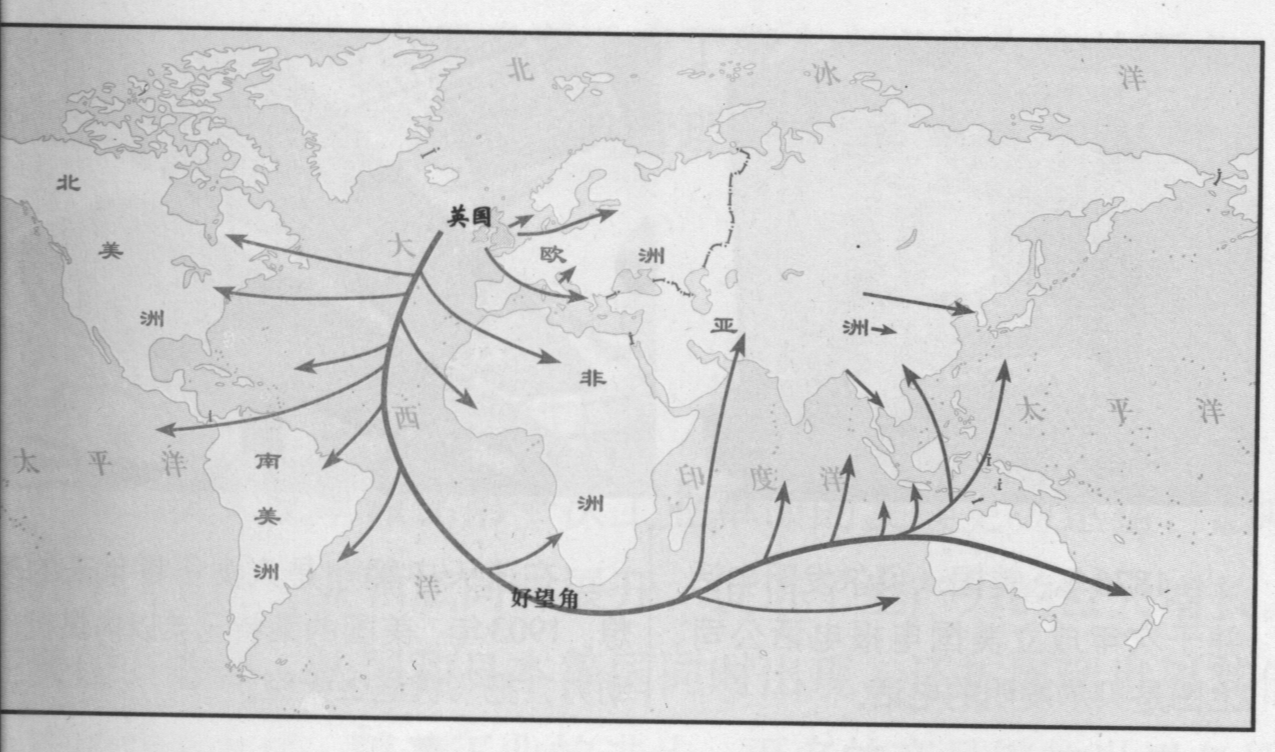 北 冰 洋
北美洲
英国
大西洋
欧 洲
亚 洲
非洲
太 平 洋
太 平 洋
印 度 洋
南美洲
好望角